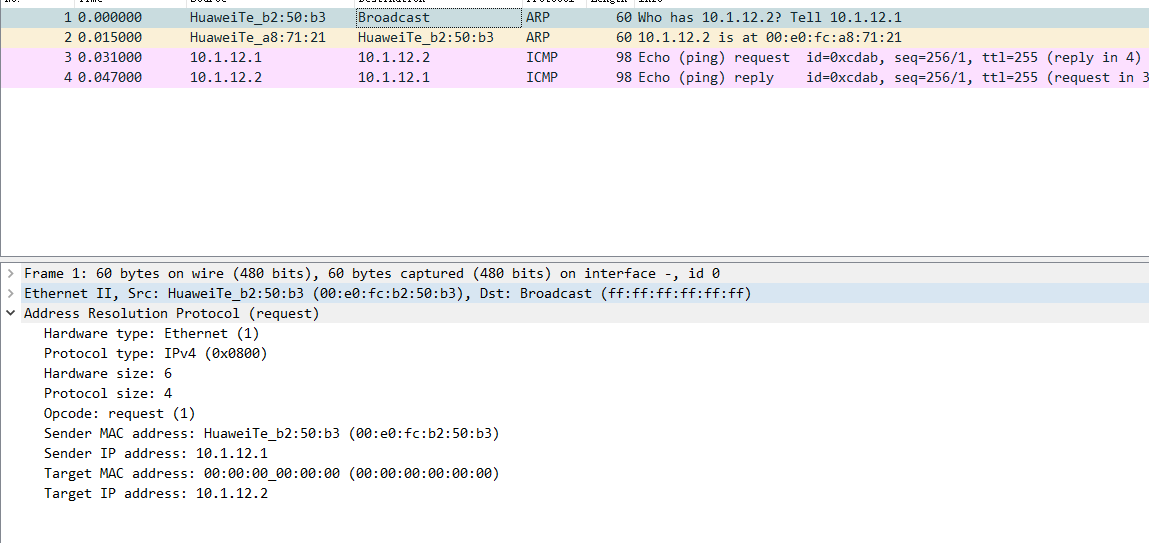 1 0.000000 HuaweiTe_b2:50:b3 Broadcast ARP 60 Who has 10.1.12.2? Tell 10.1.12.1
2 0.015000 HuaweiTe_a8:71:21 HuaweiTe_b2:50:b3 ARP 60 10.1.12.2 is at 00:e0:fc:a8:71:21
3 0.031000 10.1.12.1 10.1.12.2 ICMP 98 Echo (ping) request id=0xcdab, seq=256/1, ttl=255 (reply in 4)
4 0.047000 10.1.12.2 10.1.12.1 ICMP 98 Echo (ping) reply id=0xcdab, seq=256/1, ttl=255 (request in 3
Frame 1: 60 bytes on wire (480 bits), 60 bytes captured (480 bits) on interface -, id 0
Ethernet II, Src: HuaweiTe_b2:50:b3 (00:e0:fc:b2:50:b3), Dst: Broadcast (ff:ff:ff:ff:ff:ff)
Address Resolution Protocol (request)
Hardware type: Ethernet (1)
Protocol type: IPv4 (0x0800)
Hardware size: 6
Protocol size: 4
Opcode: request (1)
Sender MAC address: HuaweiTe_b2:50:b3 (00:e0:fc:b2:50:b3)
Sender IP address: 10.1.12.1
Target MAC address: 00:00:00_00:00:00 (00:00:00:00:00:00)
Target IP address: 10.1.12.2